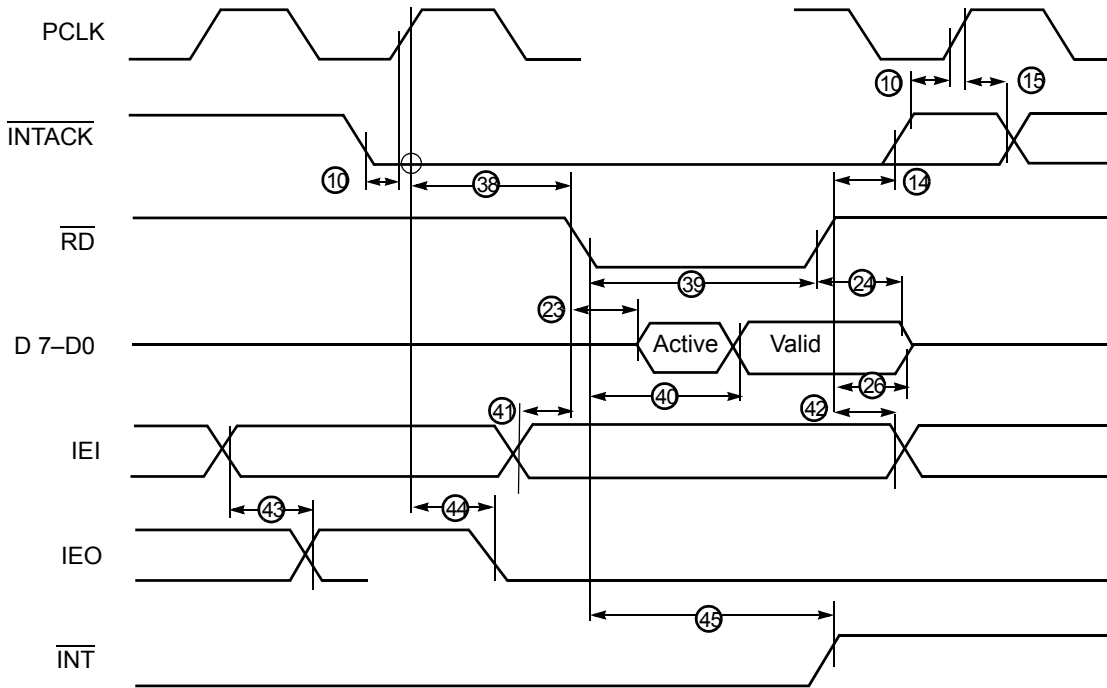 PCLK
10
15
INTACK
10
38
14
RD
39
24
23
D 7–D0
Active
Valid
26
40
41
42
IEI
43
44
IEO
45
INT